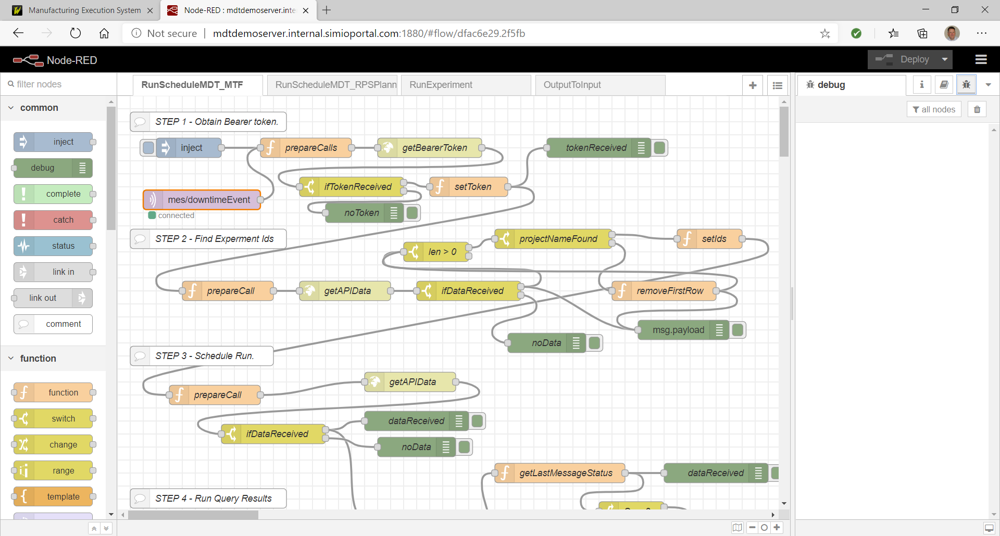 Manufacturing Execution System
Node-RED : mdtdemoserver.inte
Not secure
mdtdemoserver.internal.simioportal.com:1880/#flow/dfac6e29.2f5fb
Node-RED
Deploy
filter nodes
RunScheduleMDT_MTF
RunScheduleMDT_RPSPlann
RunExperiment
OutputToInput
debug
all nodes
common
inject
debug
complete
catch
status
link in
link out
comment
function
function
switch
change
range
template
STEP 1 - Obtain Bearer token.
inject
prepareCalls
getBearerToken
tokenReceived
ifTokenReceived
setToken
mes/downtimeEvent
connected
noToken
STEP 2 - Find Experment Ids
len > 0
projectNameFound
setIds
prepareCall
getAPIData
ifDataReceived
removeFirstRow
msg.payload
noData
STEP 3 - Schedule Run.
prepareCall
getAPIData
dataReceived
ifDataReceived
noData
getLastMessageStatus
dataReceived
STEP 4 - Run Query Results